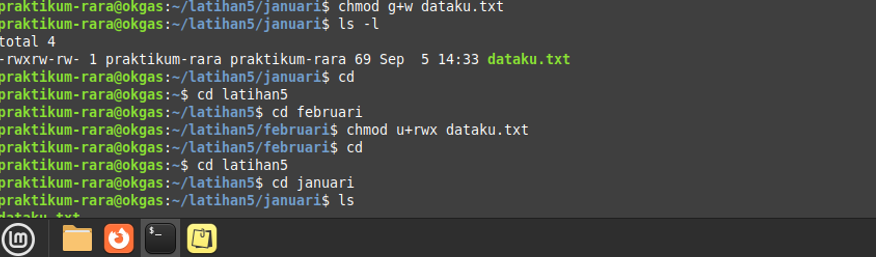 praktikum-rara@okgas:~/latihan5/januari$ chmod g+w dataku.txt
praktikum-rara@okgas:~/latihan5/januari$ ls -l
total 4
-rwxrw-rw- 1 praktikum-rara praktikum-rara 69 Sep  5 14:33 dataku.txt
praktikum-rara@okgas:~/latihan5/januari$ cd
praktikum-rara@okgas:~$ cd latihan5
praktikum-rara@okgas:~/latihan5$ cd februari
praktikum-rara@okgas:~/latihan5/februari$ chmod u+rwx dataku.txt
praktikum-rara@okgas:~/latihan5/februari$ cd
praktikum-rara@okgas:~$ cd latihan5
praktikum-rara@okgas:~/latihan5$ cd januari
praktikum-rara@okgas:~/latihan5/januari$ ls
dataku.txt
$_